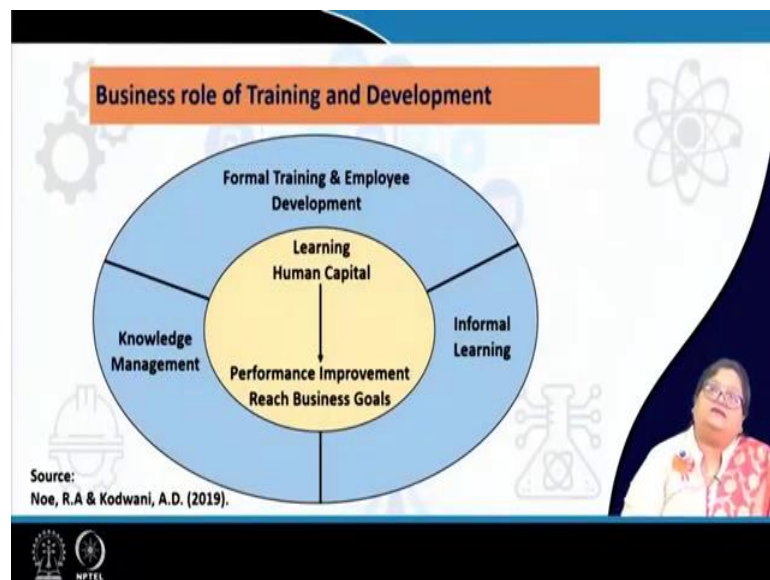 Business role of Training and Development
Formal Training & Employee
Development
Learning
Human Capital
Knowledge
Management
Informal
Learning
Performance Improvement
Reach Business Goals
Source:
Noe, R.A & Kodwani, A.D. (2019).
NPTEL